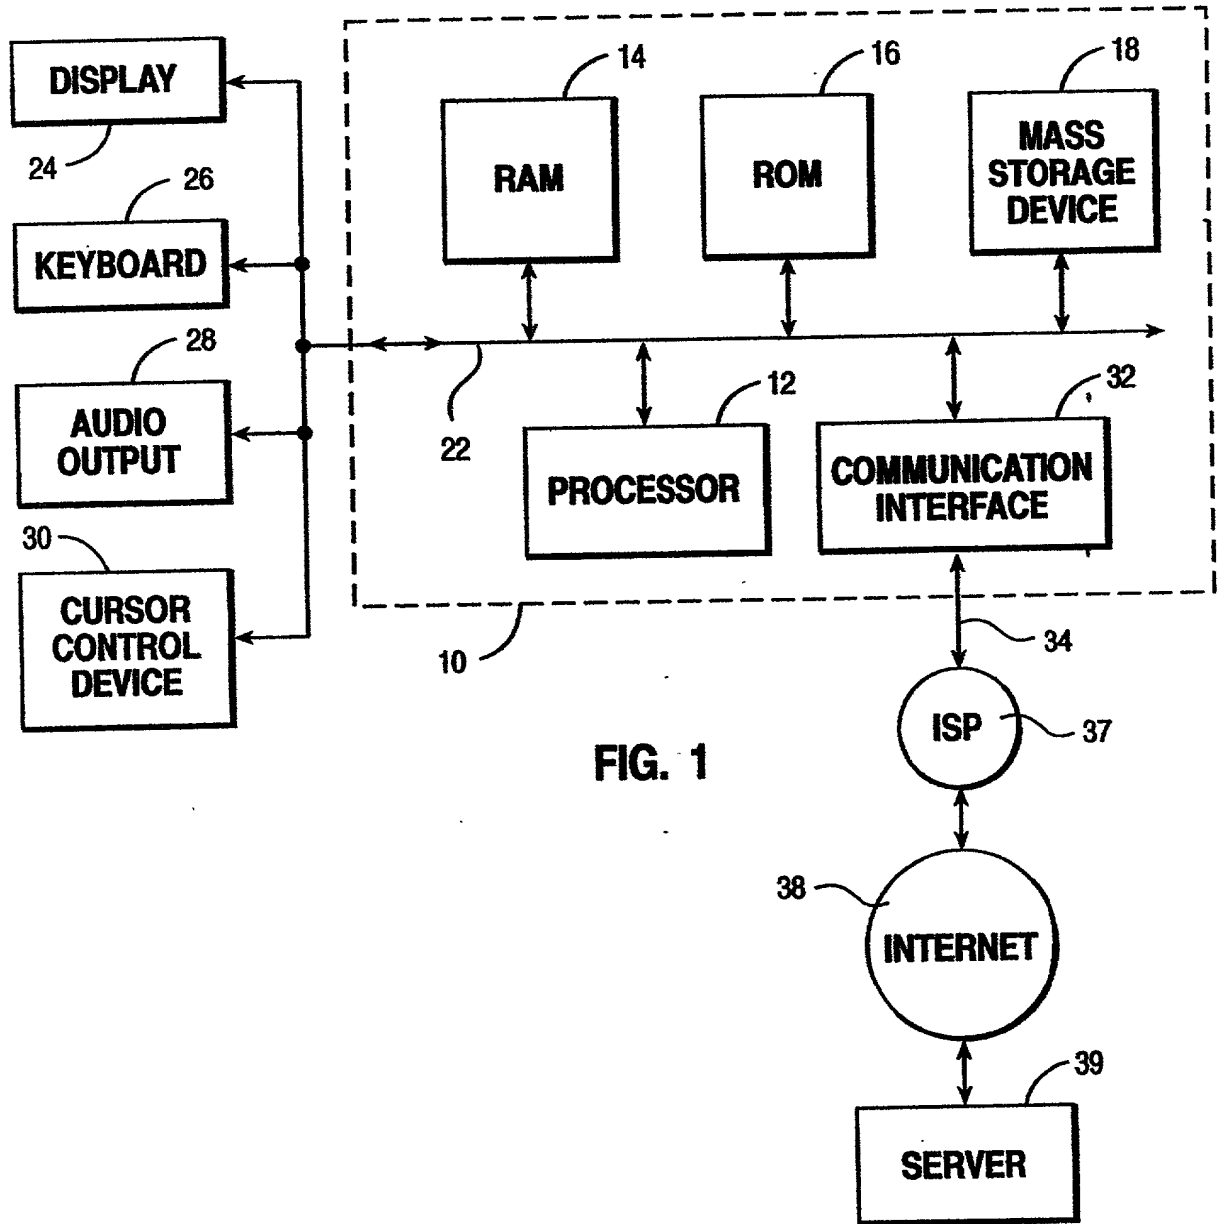 DISPLAY
24
26
KEYBOARD
28
AUDIO
OUTPUT
30
CURSOR
CONTROL
DEVICE
14
RAM
16
ROM
18
MASS
STORAGE
DEVICE
22
12
PROCESSOR
32
COMMUNICATION
INTERFACE
10
34
ISP
37
FIG. 1
38
INTERNET
39
SERVER